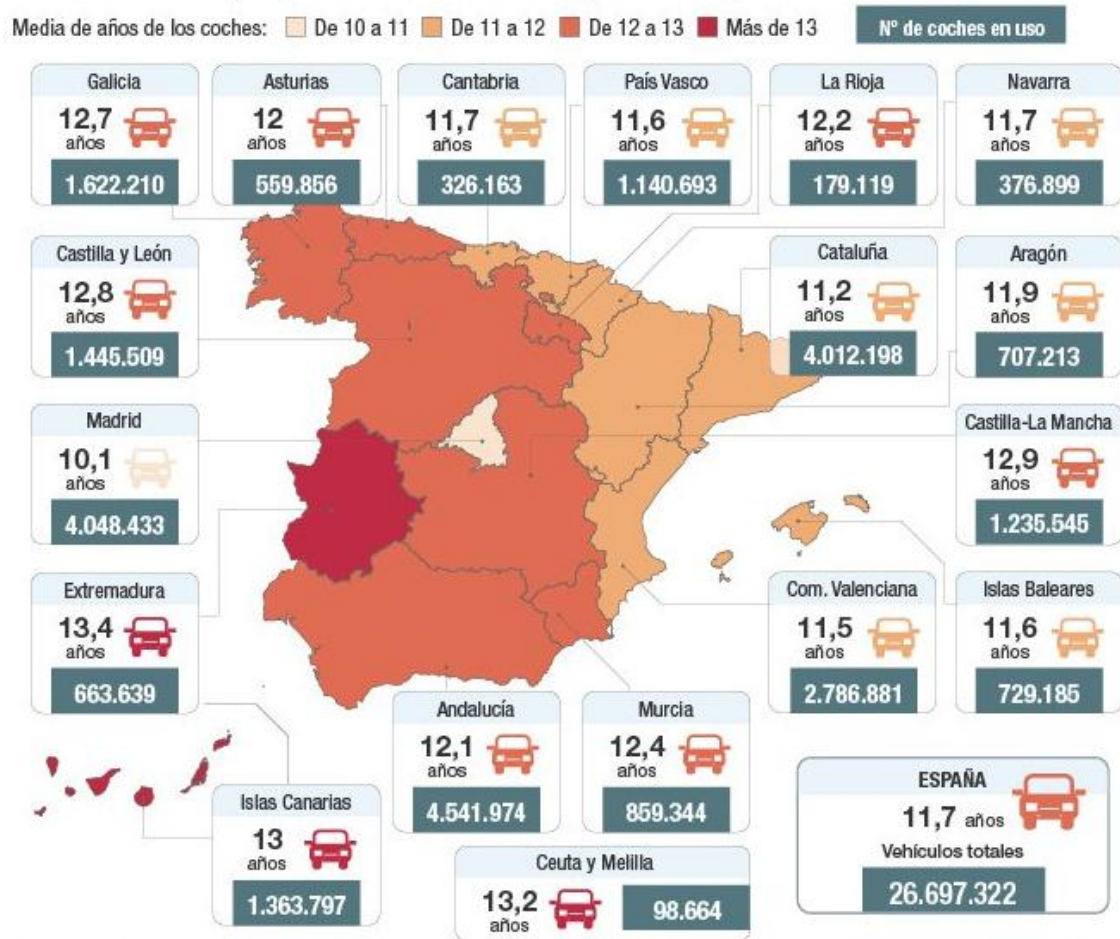 Media de años de los coches: De 10 a 11 De 11 a 12 De 12 a 13 Más de 13 Nº de coches en uso
Galicia
12,7
años
1.622.210
Asturias
12
años
559.856
Cantabria
11,7
años
326.163
País Vasco
11,6
años
1.140.693
La Rioja
12,2
años
179.119
Navarra
11,7
años
376.899
Castilla y León
12,8
años
1.445.509
Cataluña
11,2
años
4.012.198
Aragón
11,9
años
707.213
Madrid
10,1
años
4.048.433
Castilla-La Mancha
12,9
años
1.235.545
Extremadura
13,4
años
663.639
Com. Valenciana
11,5
años
2.786.881
Islas Baleares
11,6
años
729.185
Andalucía
12,1
años
4.541.974
Murcia
12,4
años
859.344
Islas Canarias
13
años
1.363.797
Ceuta y Melilla
13,2
años
98.664
ESPAÑA
11,7 años
Vehículos totales
26.697.322